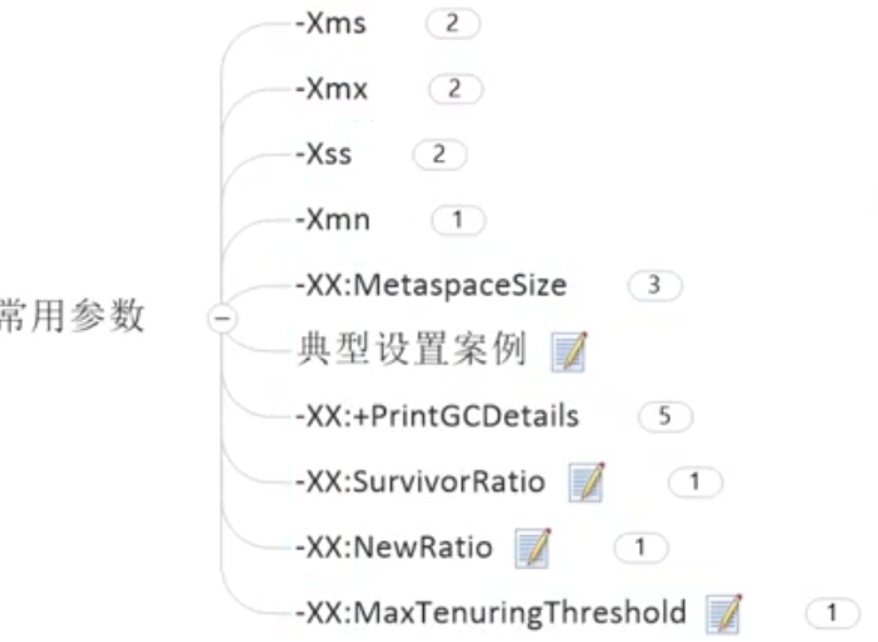 -Xms 2
-Xmx 2
-Xss 2
-Xmn 1
-XX:MetaspaceSize 3
常用参数
典型设置案例
-XX:+PrintGCDetails 5
-XX:SurvivorRatio 1
-XX:NewRatio 1
-XX:MaxTenuringThreshold 1